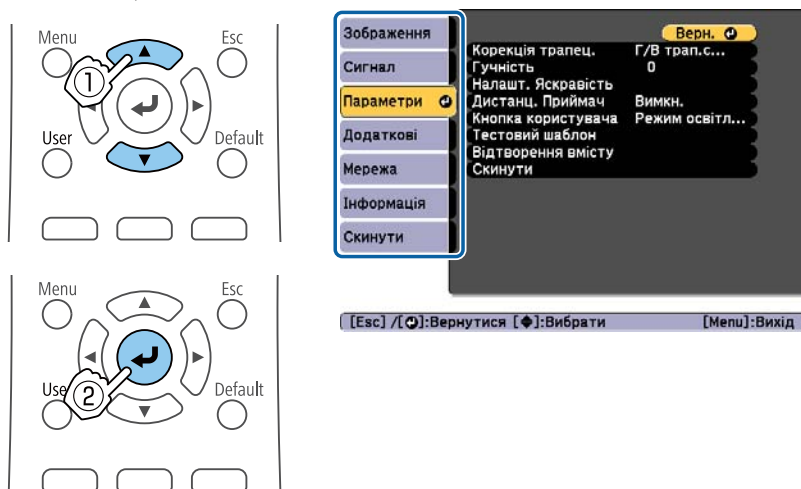 Menu
Esc
①
User
Default
Menu
Esc
Use
②
Default
Зображення
Сигнал
Параметри
Додаткові
Мережа
Інформація
Скинути
Верн.
Корекція трапец. Г/В трап.с...
Гучність 0
Налашт. Яскравість
Дистанц. Приймач Вимкн.
Кнопка користувача Режим освітл...
Тестовий шаблон
Відтворення вмісту
Скинути
[Esc] /[⏎]:Вернутися [◆]:Вибрати [Menu]:Вихід